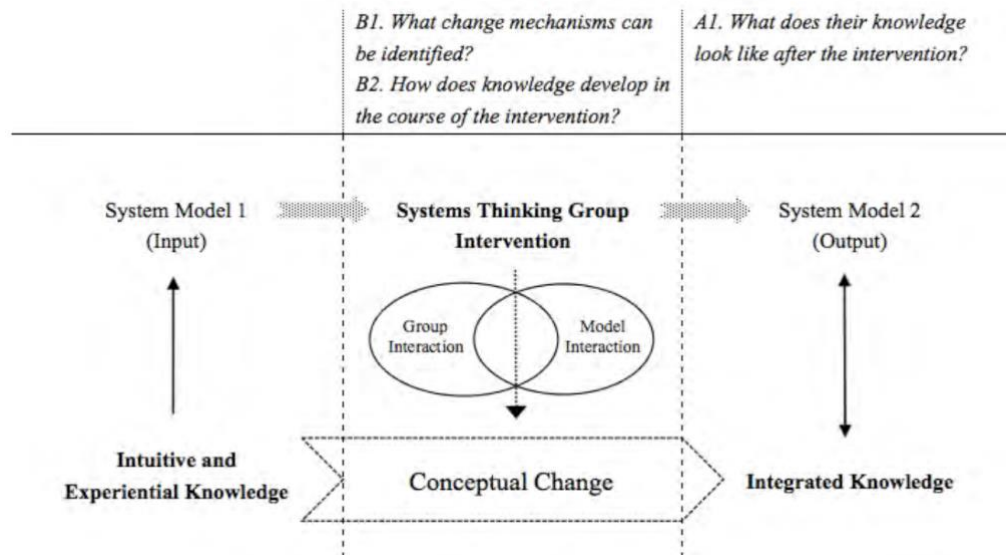 B1. What change mechanisms can
be identified?
B2. How does knowledge develop in
the course of the intervention?
A1. What does their knowledge
look like after the intervention?
System Model 1
(Input)
Systems Thinking Group
Intervention
System Model 2
(Output)
Group
Interaction
Model
Interaction
Intuitive and
Experiential Knowledge
Conceptual Change
Integrated Knowledge